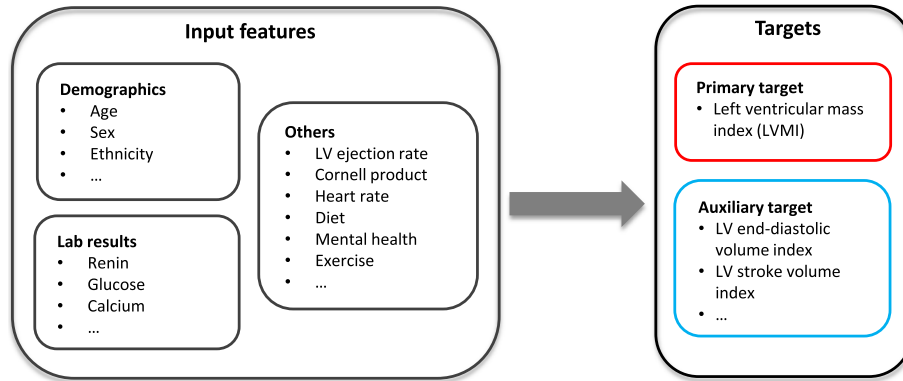 Input features
Demographics
• Age
• Sex
• Ethnicity
• ...
Lab results
• Renin
• Glucose
• Calcium
• ...
Others
• LV ejection rate
• Cornell product
• Heart rate
• Diet
• Mental health
• Exercise
• ...
Targets
Primary target
• Left ventricular mass
index (LVMI)
Auxiliary target
• LV end-diastolic
volume index
• LV stroke volume
index
• ...